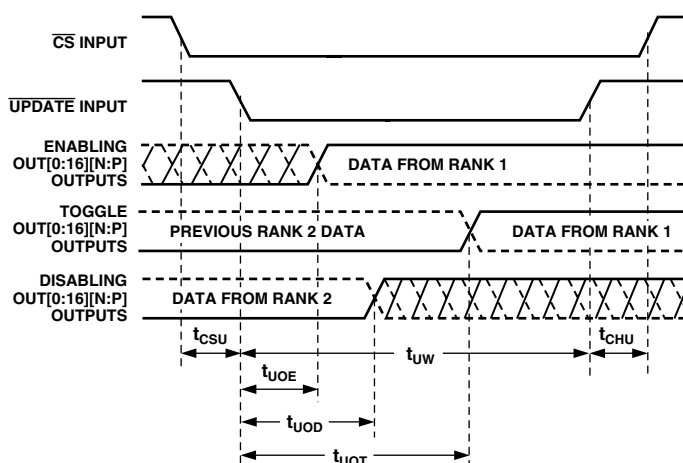 CS INPUT
UPDATE INPUT
ENABLING
OUT[0:16][N:P]
OUTPUTS
DATA FROM RANK 1
TOGGLE
OUT[0:16][N:P]
OUTPUTS
PREVIOUS RANK 2 DATA
DATA FROM RANK 1
DISABLING
OUT[0:16][N:P]
OUTPUTS
DATA FROM RANK 2
tCSU
tUW
tCHU
tUOE
tUOD
tUOT